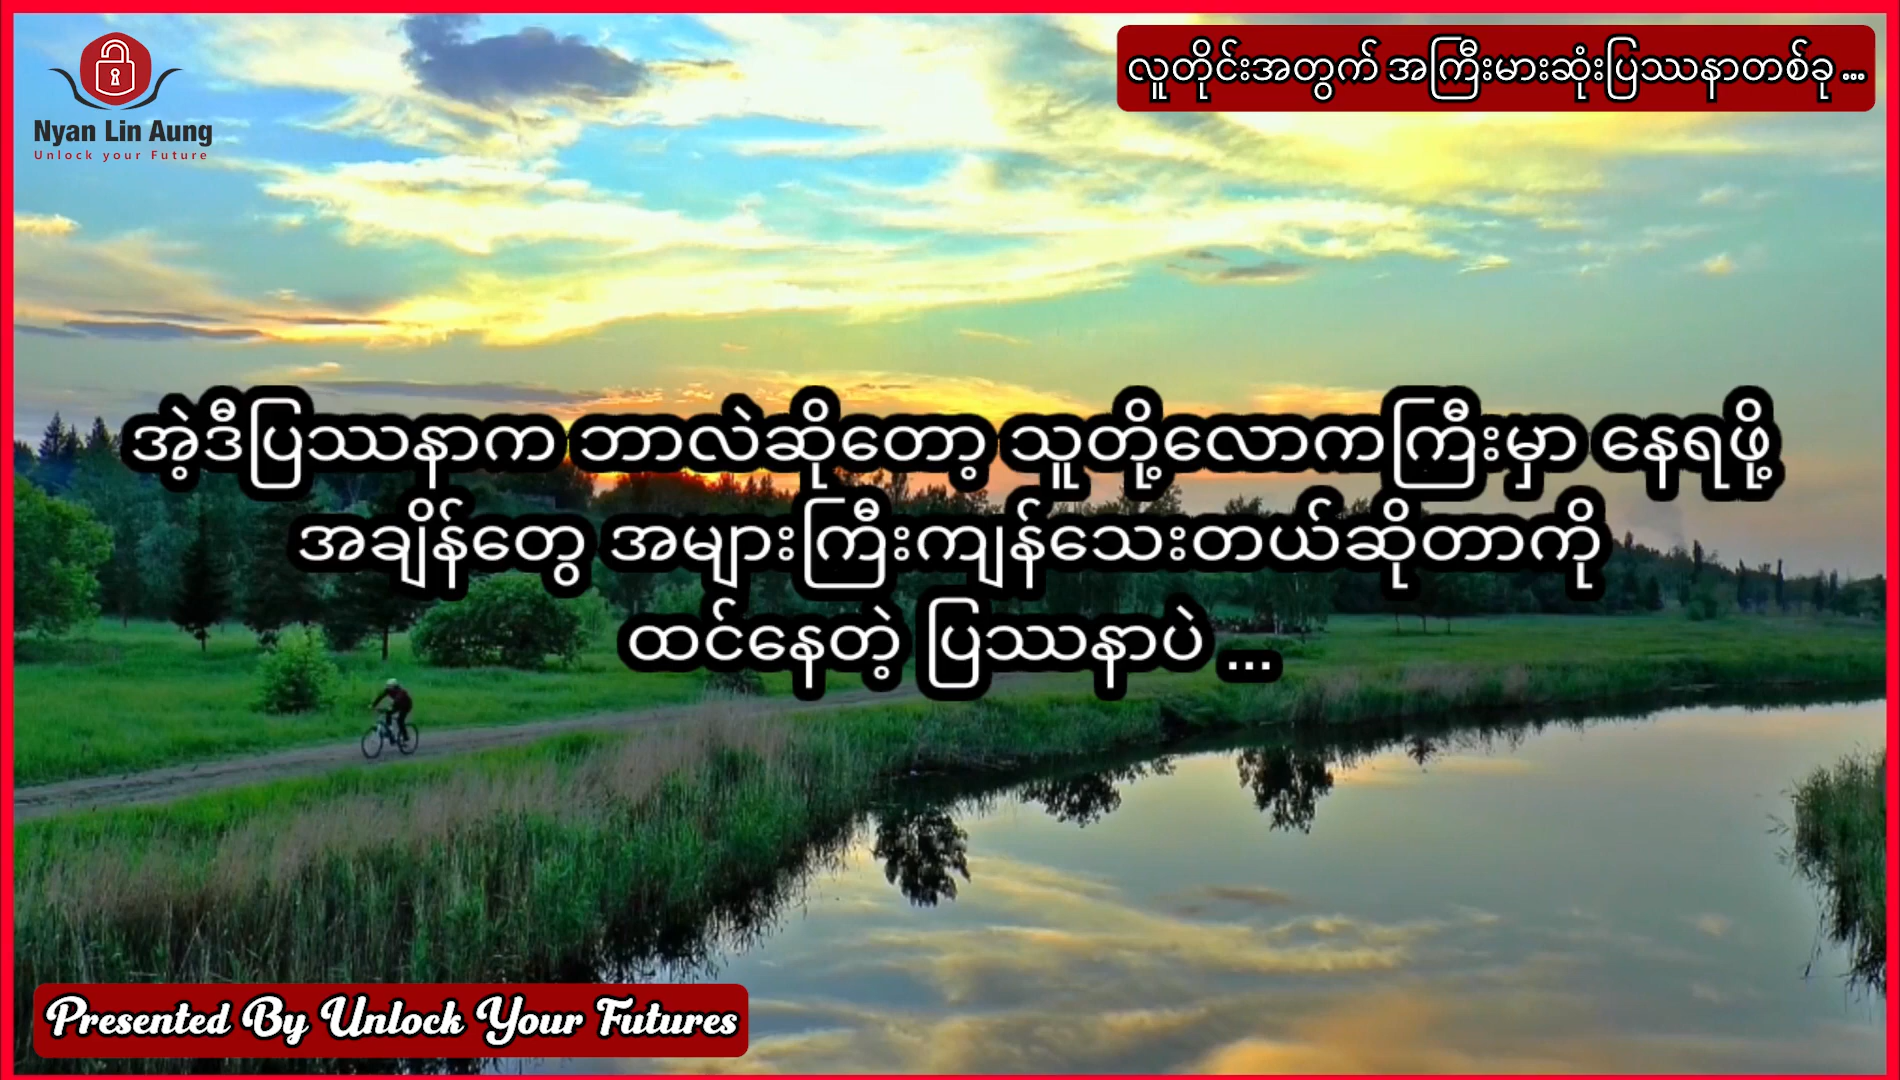 Nyan Lin Aung
Unlock your Future
လူတိုင်းအတွက် အကြီးမားဆုံးပြဿနာတစ်ခု ...
အဲ့ဒီပြဿနာက ဘာလဲဆိုတော့ သူတို့လောကကြီးမှာ နေရဖို့
အချိန်တွေ အများကြီးကျန်သေးတယ်ဆိုတာကို
ထင်နေတဲ့ ပြဿနာပဲ ...
Presented By Unlock Your Futures